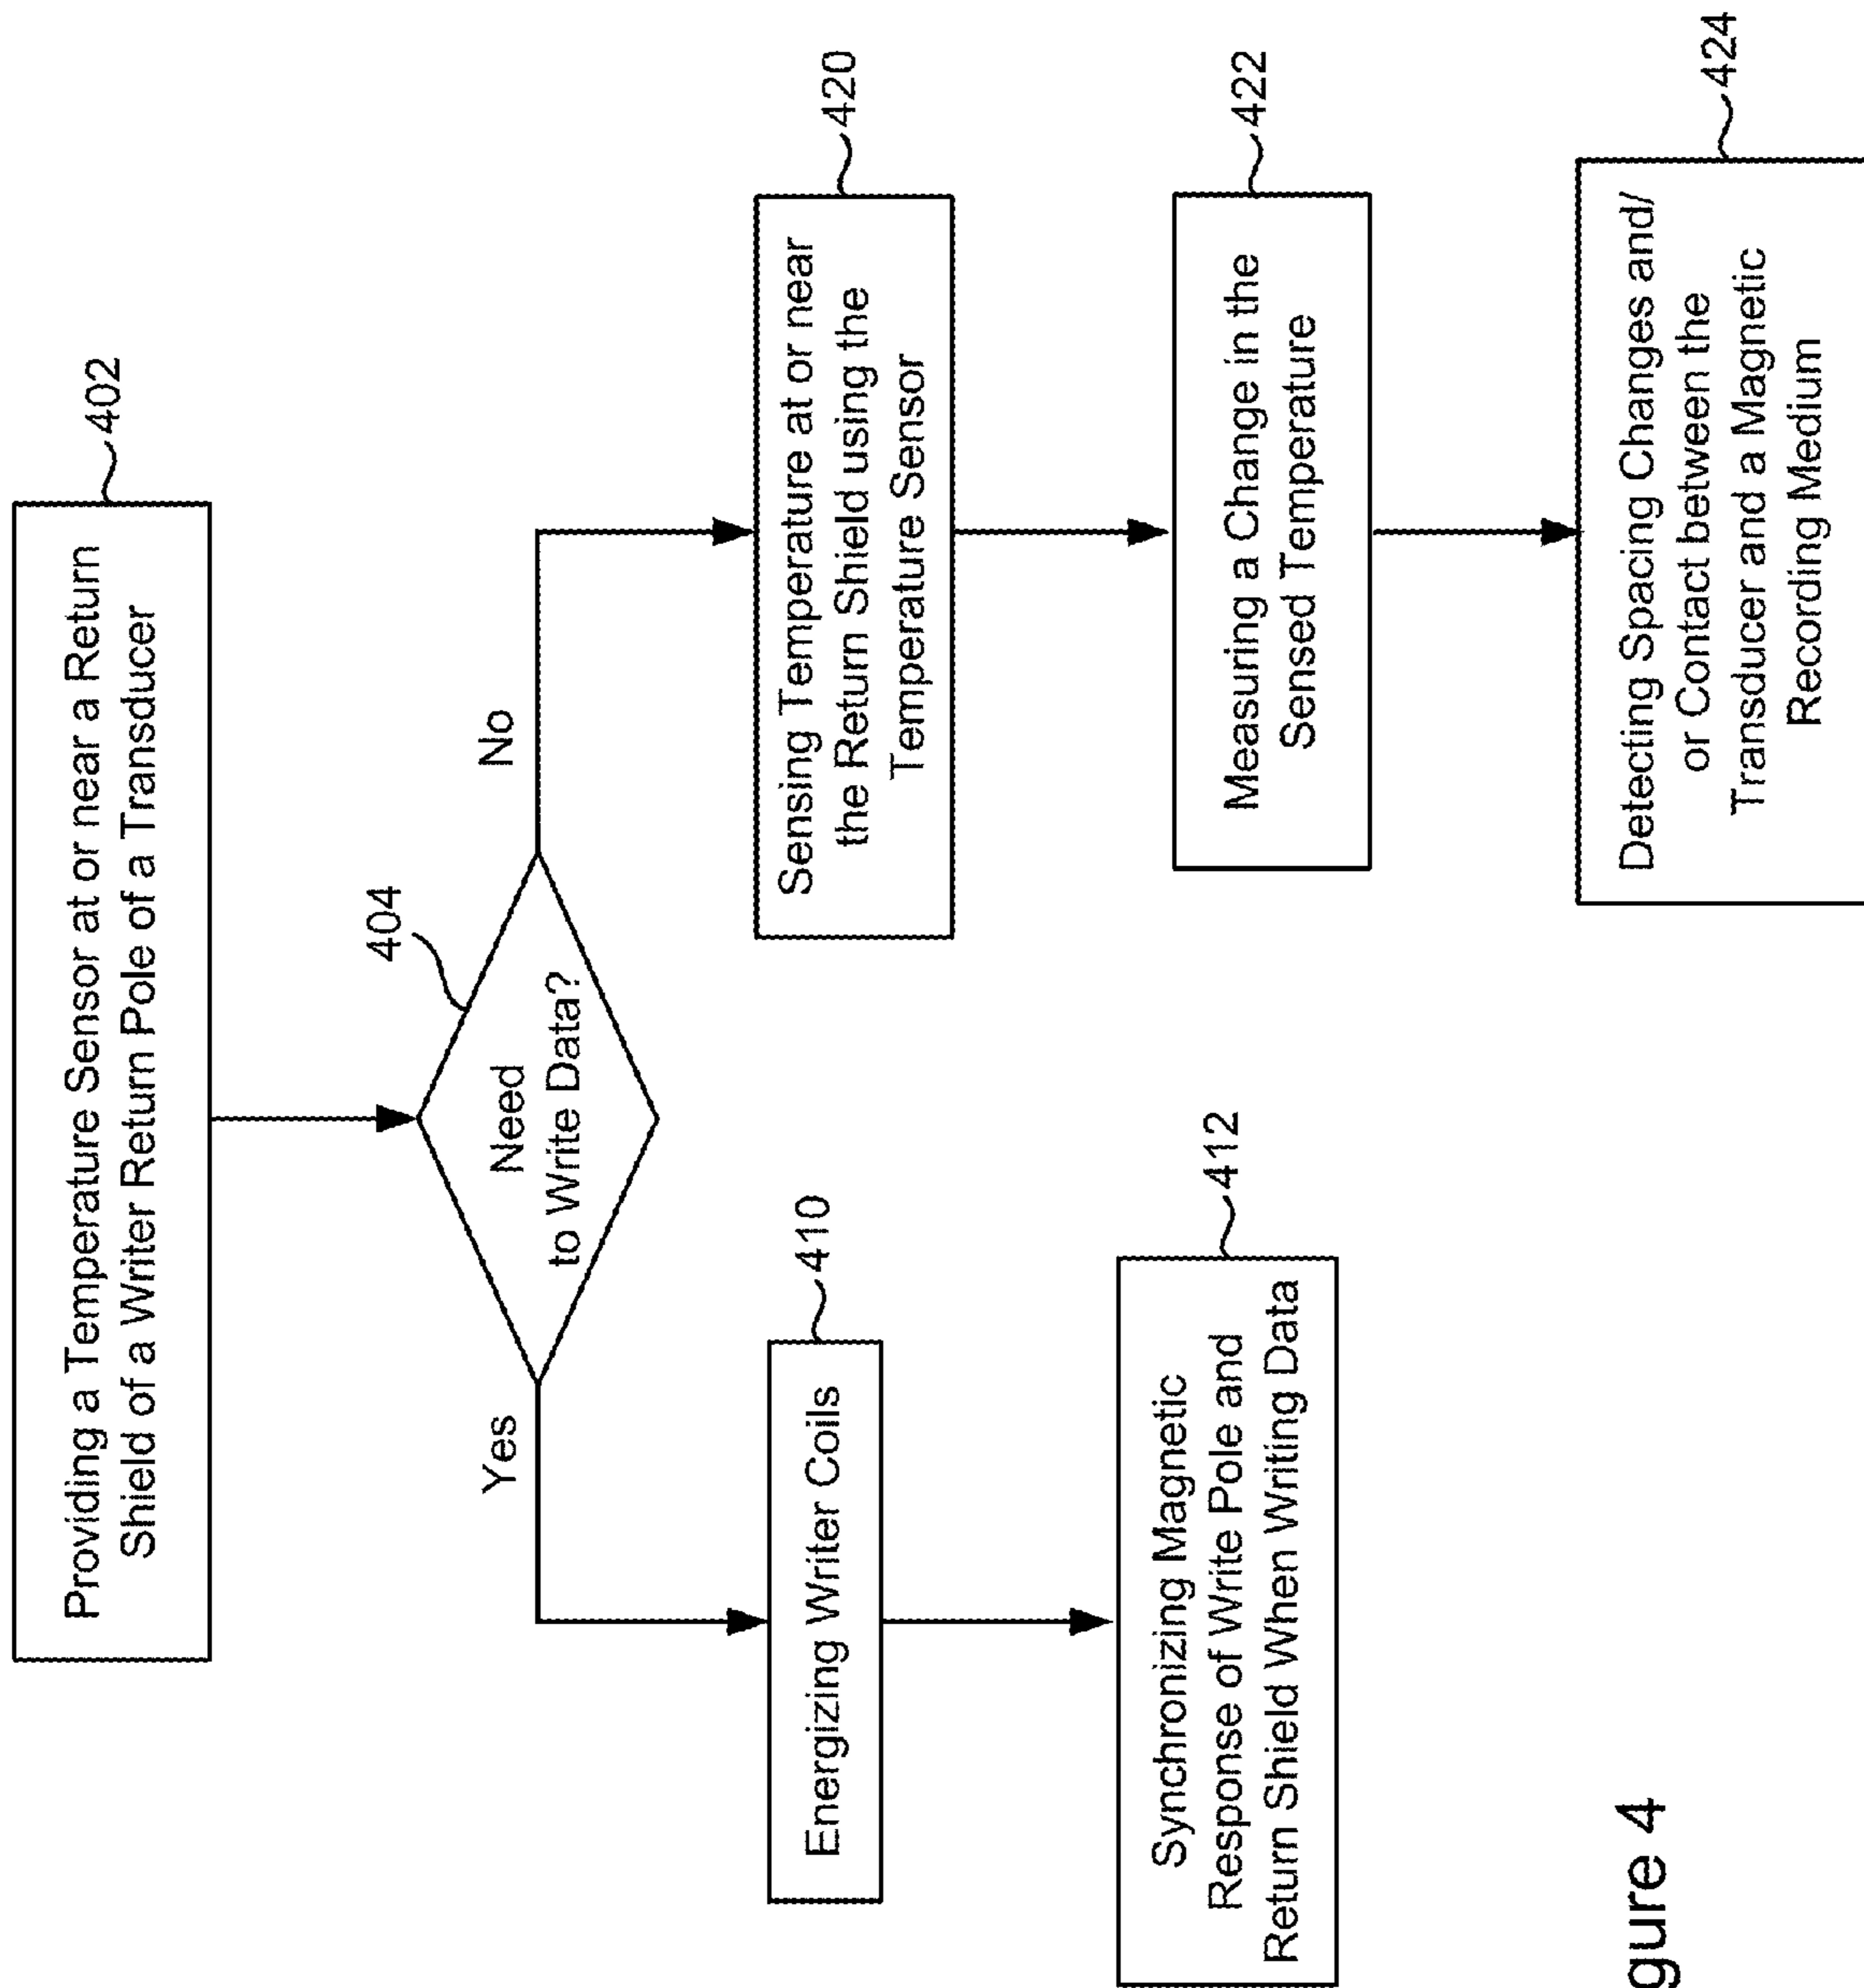 Providing a Temperature Sensor at or near a Return
Shield of a Writer Return Pole of a Transducer
402
404
Need
to Write Data?
Yes
No
Energizing Writer Coils
410
Synchronizing Magnetic
Response of Write Pole and
Return Shield When Writing Data
412
Sensing Temperature at or near
the Return Shield using the
Temperature Sensor
420
Measuring a Change in the
Sensed Temperature
422
Detecting Spacing Changes and/
or Contact between the
Transducer and a Magnetic
Recording Medium
424
gure 4